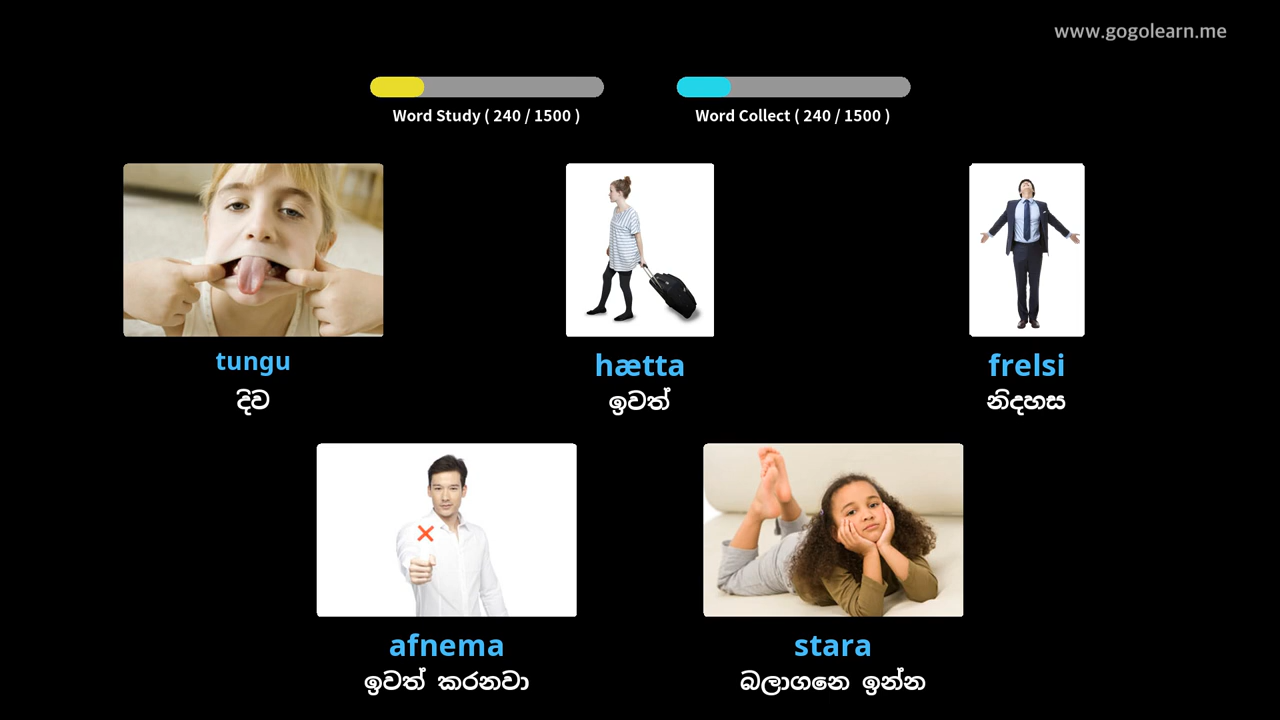 www.gogolearn.me
Word Study ( 240 / 1500 )
Word Collect ( 240 / 1500 )
tungu
දිව
hætta
ඉවත්
frelsi
නිදහස
afnema
ඉවත් කරනවා
stara
බලාගනෙ ඉන්න